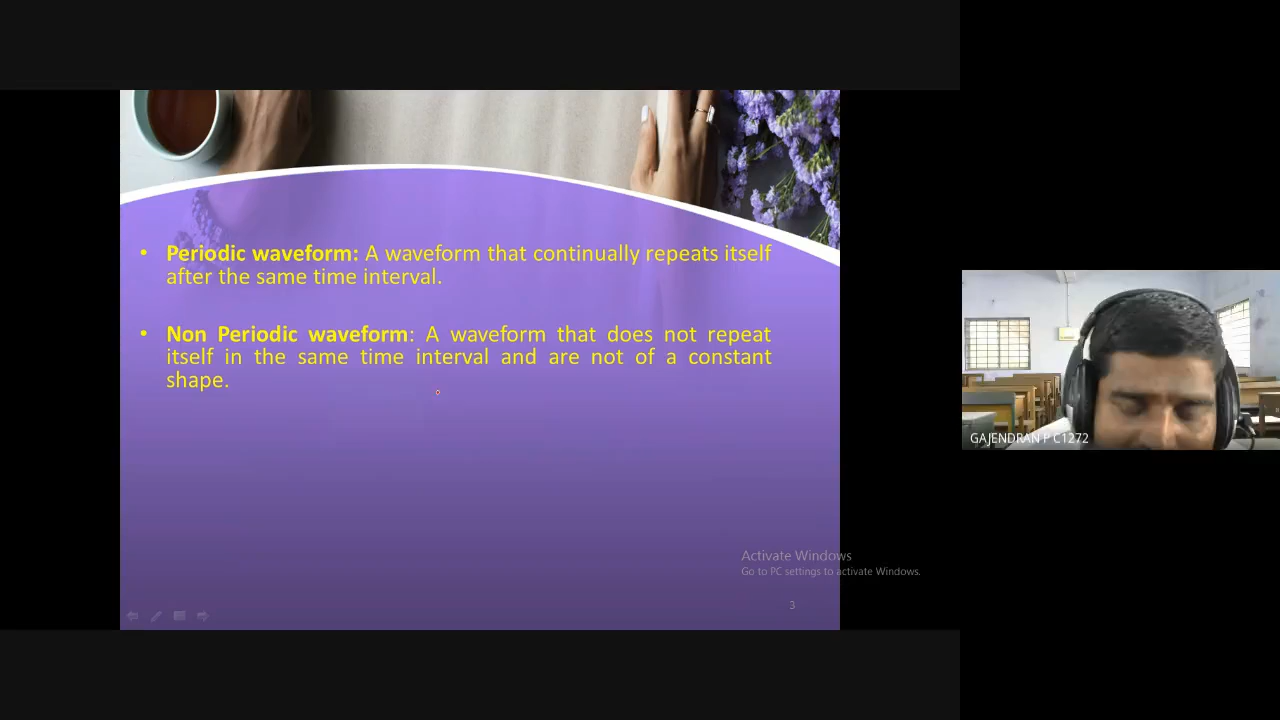 • Periodic waveform: A waveform that continually repeats itself
after the same time interval.
• Non Periodic waveform: A waveform that does not repeat
itself in the same time interval and are not of a constant
shape.
GAJENDRAN P C1272
Activate Windows
Go to PC settings to activate Windows.
3